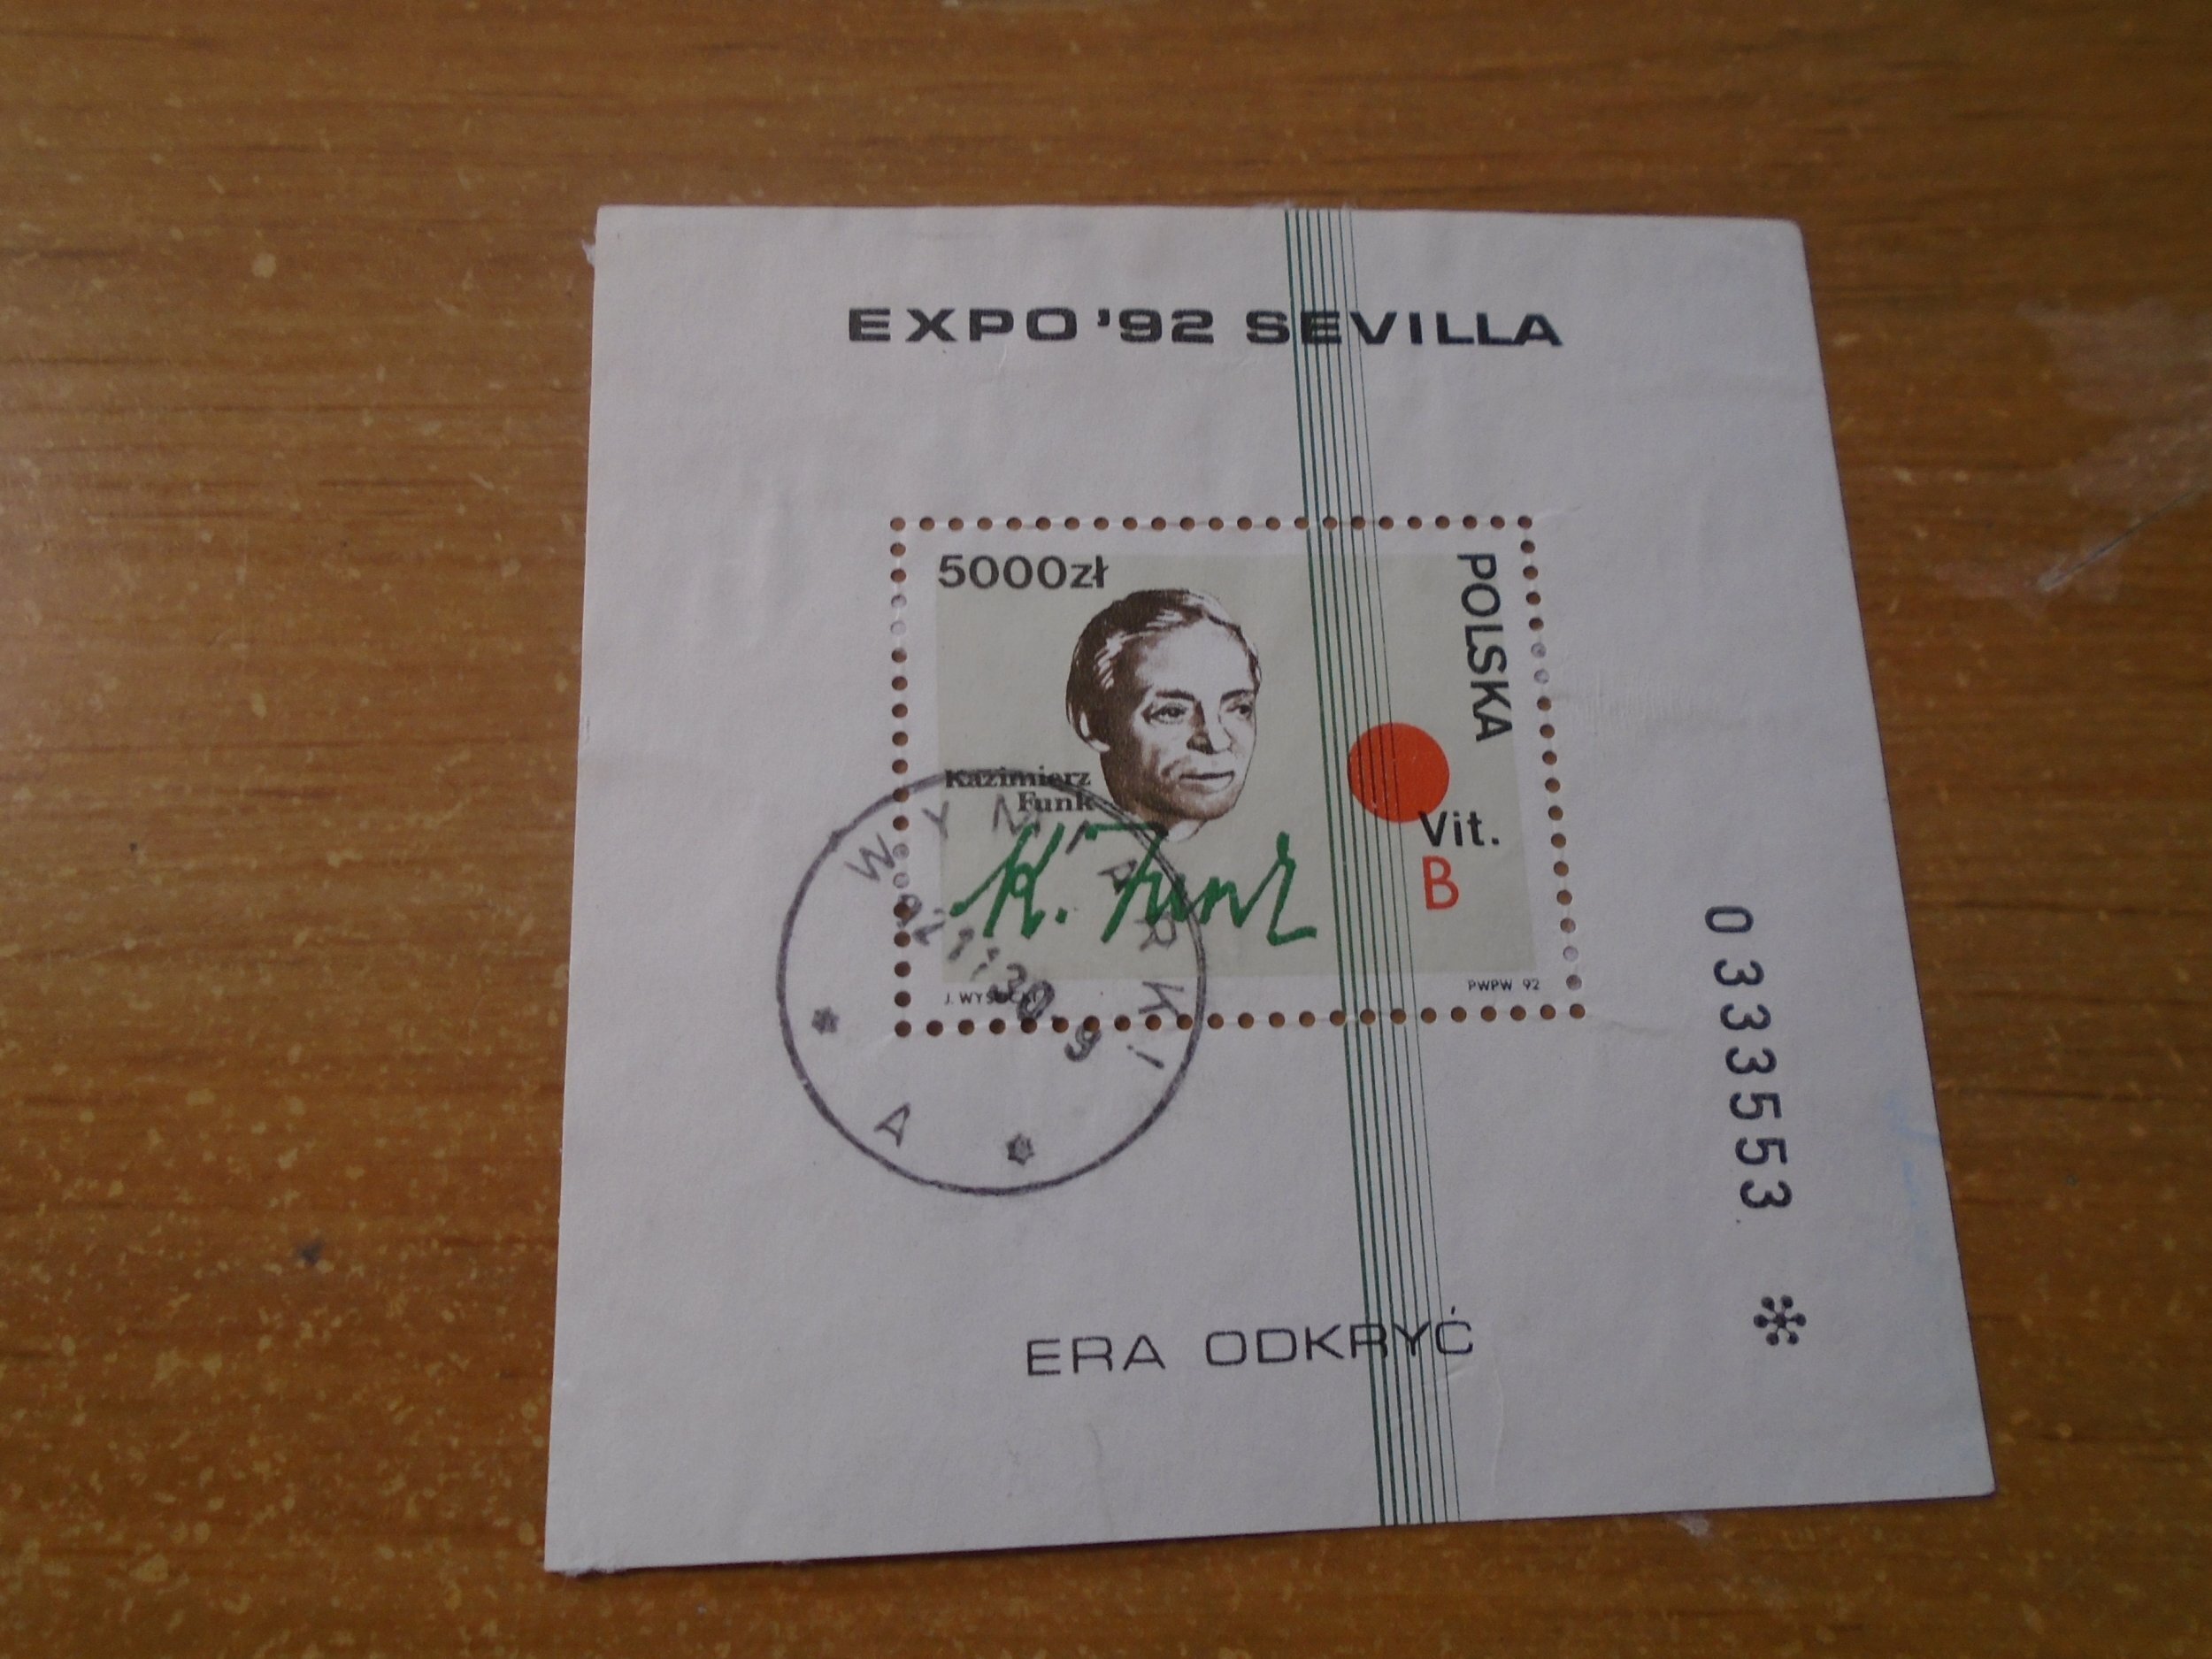 EXPO '92 SEVILLA
5000zł
POLSKA
Kazimierz
Funk
K. Funk
Vit.
B
J. WYSOCKI
PWPW 92
A
0333553
ERA ODKRYĆ